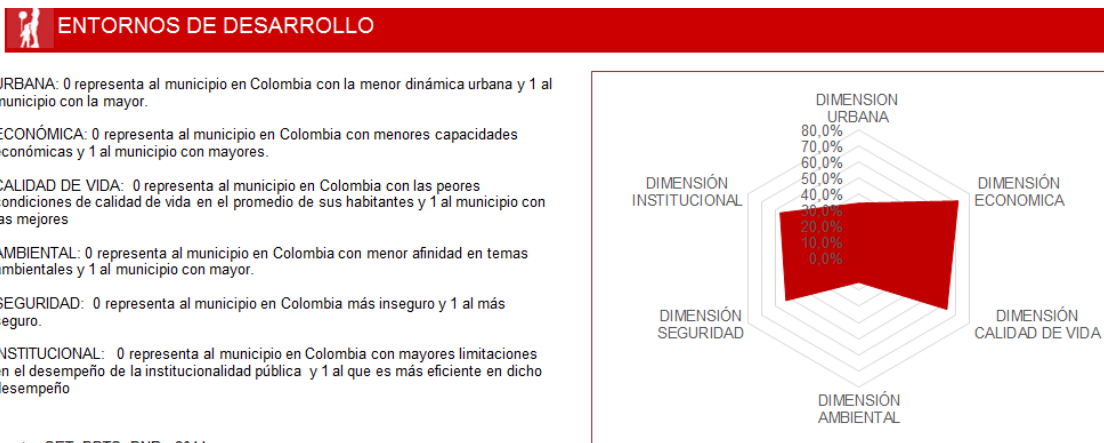 ENTORNOS DE DESARROLLO
URBANA: 0 representa al municipio en Colombia con la menor dinámica urbana y 1 al
municipio con la mayor.
ECONÓMICA: 0 representa al municipio en Colombia con menores capacidades
económicas y 1 al municipio con mayores.
CALIDAD DE VIDA: 0 representa al municipio en Colombia con las peores
condiciones de calidad de vida en el promedio de sus habitantes y 1 al municipio con
las mejores
AMBIENTAL: 0 representa al municipio en Colombia con menor afinidad en temas
ambientales y 1 al municipio con mayor.
SEGURIDAD: 0 representa al municipio en Colombia más inseguro y 1 al más
seguro.
INSTITUCIONAL: 0 representa al municipio en Colombia con mayores limitaciones
en el desempeño de la institucionalidad pública y 1 al que es más eficiente en dicho
desempeño
DIMENSION
URBANA
80,0%
70,0%
60,0%
50,0%
40,0%
30,0%
20,0%
10,0%
0,0%
DIMENSIÓN
ECONOMICA
DIMENSIÓN
CALIDAD DE VIDA
DIMENSIÓN
AMBIENTAL
DIMENSIÓN
SEGURIDAD
DIMENSIÓN
INSTITUCIONAL